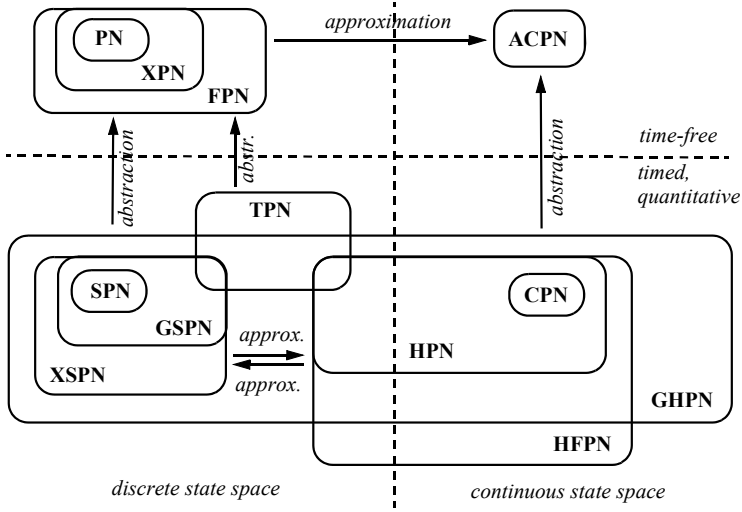 PN
XPN
FPN
approximation
ACPN
abstraction
abstr.
abstraction
time-free
timed,
quantitative
TPN
SPN
GSPN
XSPN
approx.
approx.
CPN
HPN
GHPN
HFPN
discrete state space
continuous state space